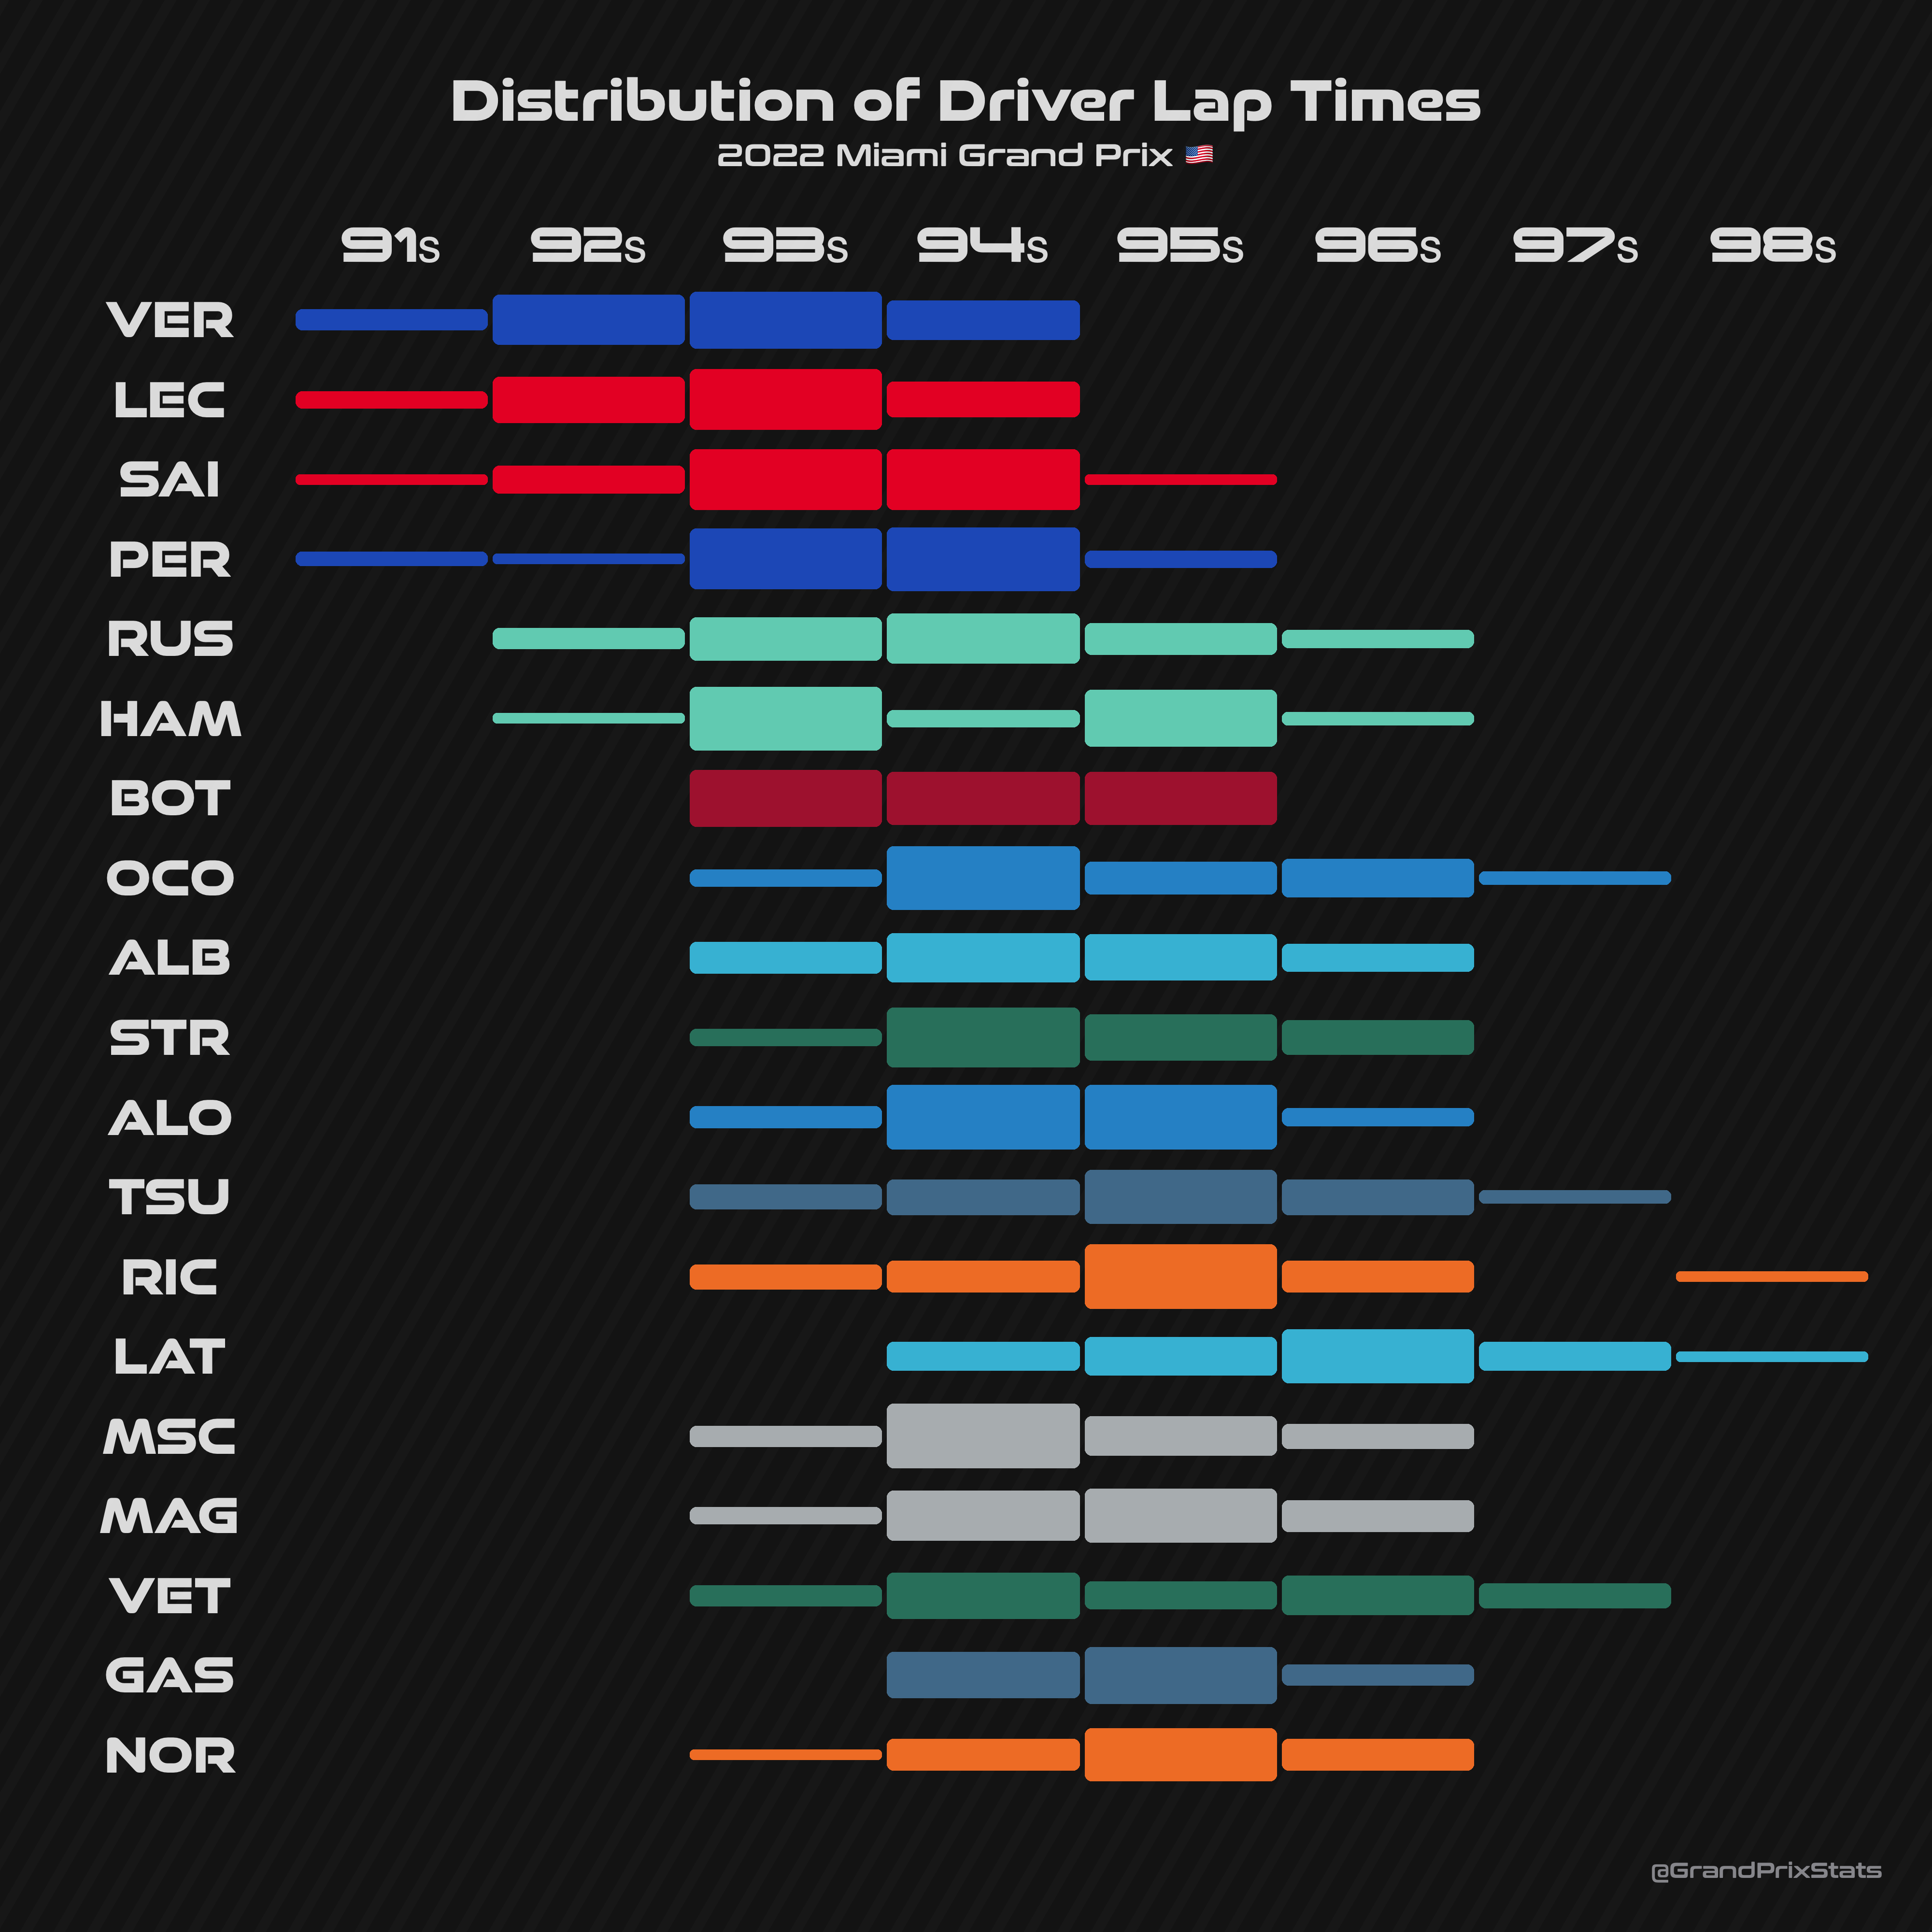 Distribution of Driver Lap Times
2022 Miami Grand Prix 🇺🇸
91s 92s 93s 94s 95s 96s 97s 98s
VER
LEC
SAI
PER
RUS
HAM
BOT
OCO
ALB
STR
ALO
TSU
RIC
LAT
MSC
MAG
VET
GAS
NOR
@GrandPrixStats